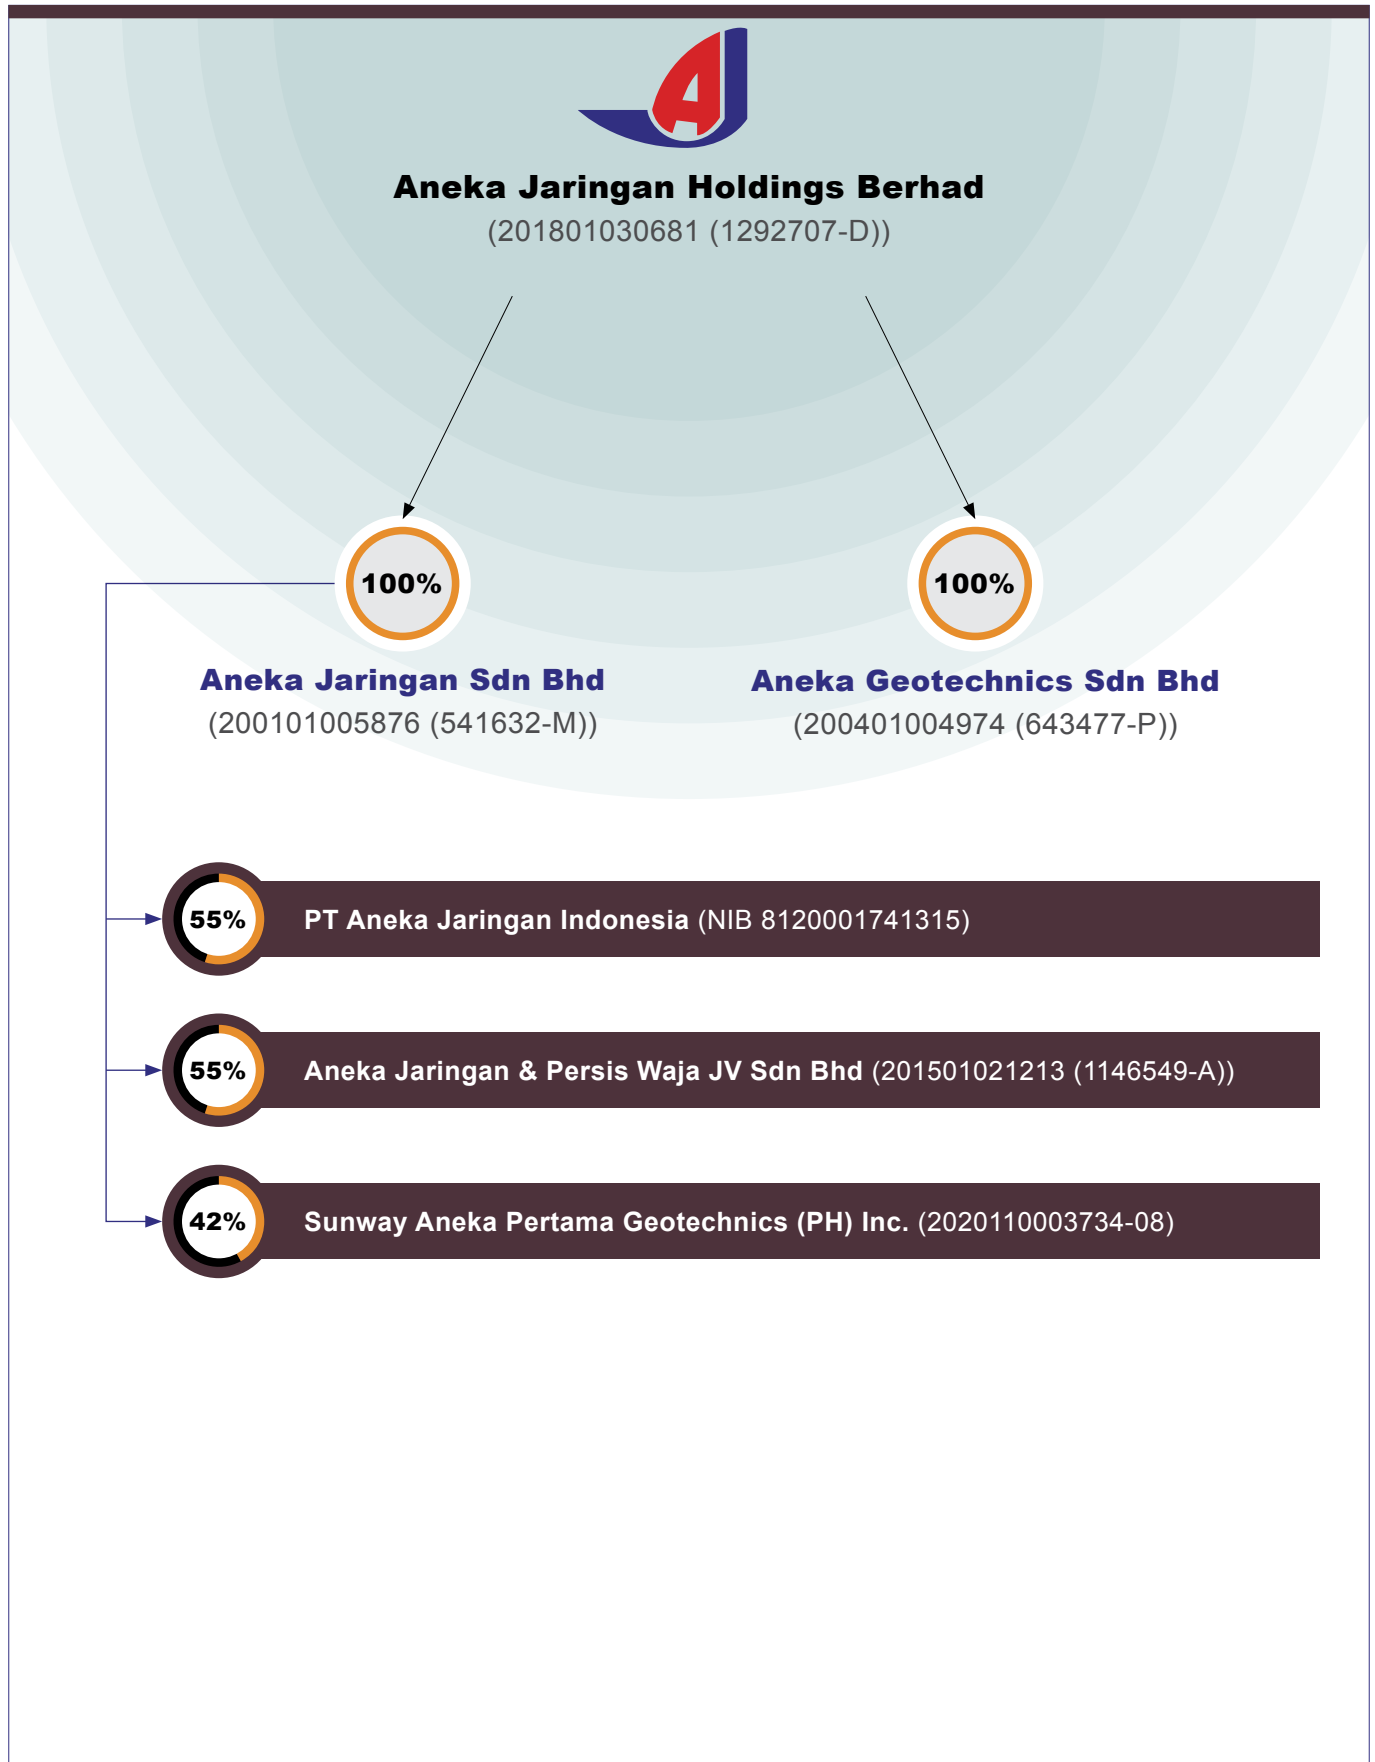 AJ
Aneka Jaringan Holdings Berhad
(201801030681 (1292707-D))
100%
100%
Aneka Jaringan Sdn Bhd
(200101005876 (541632-M))
Aneka Geotechnics Sdn Bhd
(200401004974 (643477-P))
55%
PT Aneka Jaringan Indonesia (NIB 8120001741315)
55%
Aneka Jaringan & Persis Waja JV Sdn Bhd (201501021213 (1146549-A))
42%
Sunway Aneka Pertama Geotechnics (PH) Inc. (2020110003734-08)